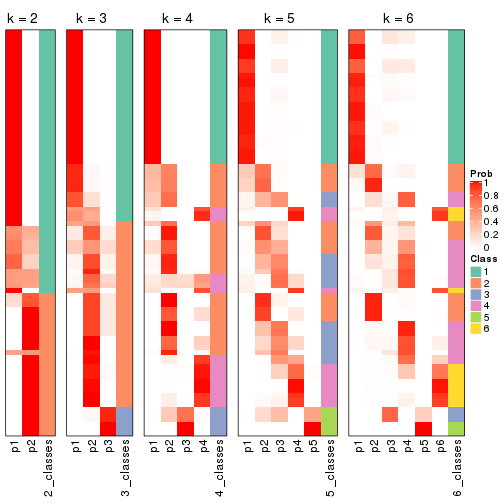 k = 2
k = 3
k = 4
k = 5
k = 6
Prob
1
0.8
0.6
0.4
0.2
0
Class
1
2
3
4
5
6
p1
p2
2_classes
p1
p2
p3
3_classes
p1
p2
p3
p4
4_classes
p1
p2
p3
p4
p5
5_classes
p1
p2
p3
p4
p5
p6
6_classes